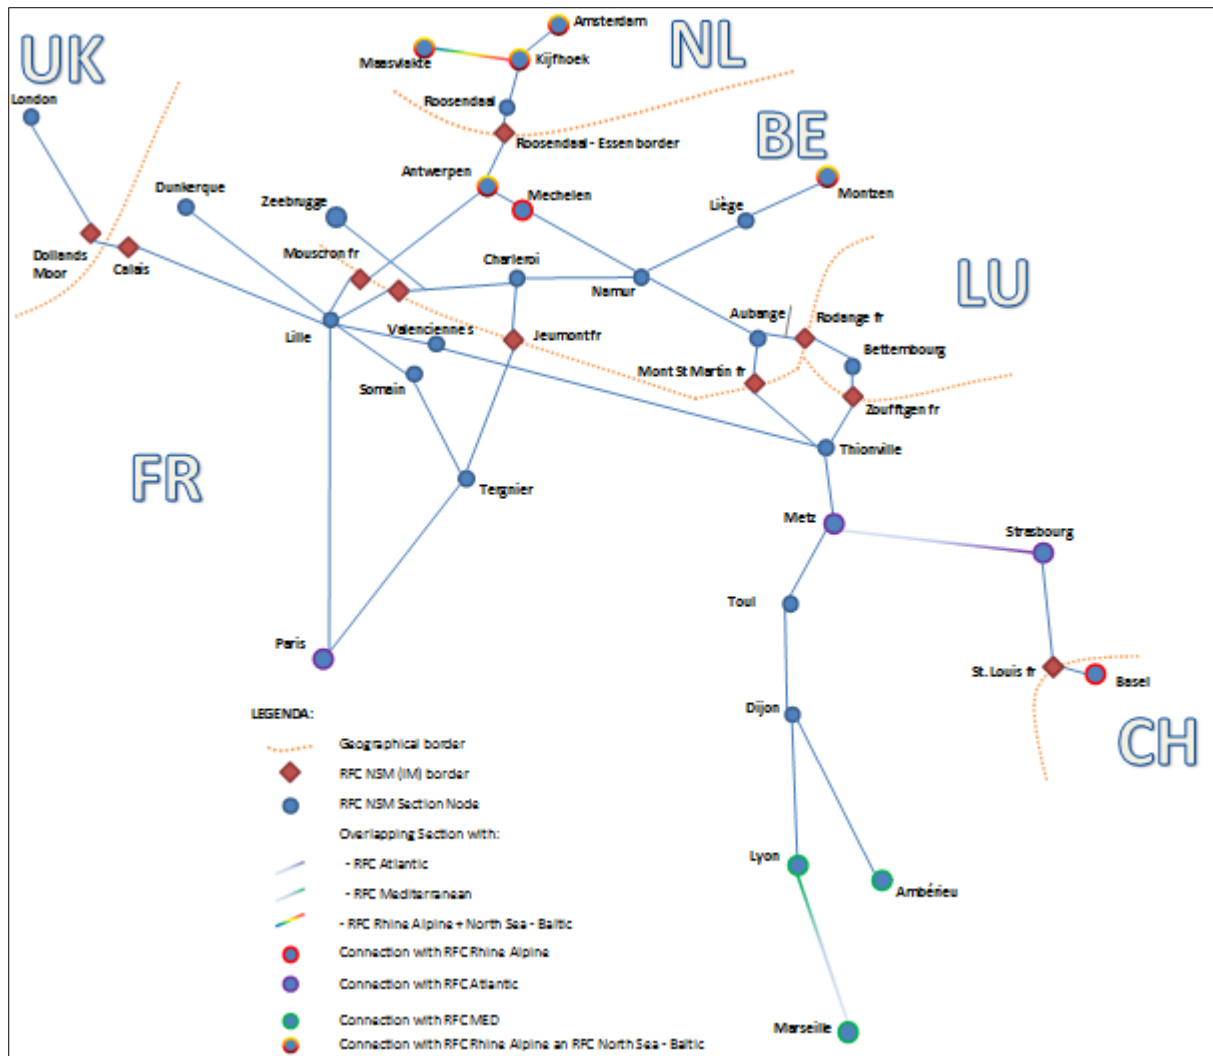 UK
NL
Amsterdam
Maasvlakte
Kijfhoek
London
Roosendaal
Roosendaal - Essen border
BE
Antwerpen
Mechelen
Montzen
Dunkerque
Zeebrugge
Liège
Dollands
Moor
Calais
Mouscron fr
Charleroi
Namur
LU
Lille
Valencienne's
Jeumontfr
Aubange
Rodange fr
Bettembourg
Somain
Mont St Martin fr
Zoufftgen fr
Thionville
FR
Tergnier
Metz
Strasbourg
Toul
Paris
St. Louis fr
Basel
Dijon
CH
LEGENDA:
Geographical border
RFC NSM (IM) border
RFC NSM Section Node
Overlapping Section with:
- RFC Atlantic
- RFC Mediterranean
- RFC Rhine Alpine + North Sea - Baltic
Connection with RFC Rhine Alpine
Connection with RFC Atlantic
Connection with RFC MED
Connection with RFC Rhine Alpine an RFC North Sea - Baltic
Lyon
Ambérieu
Marseille